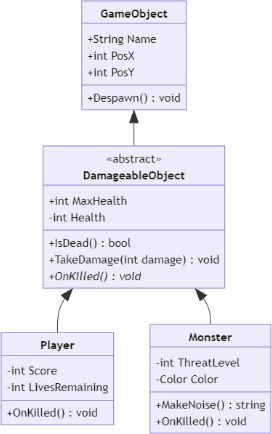 GameObject
+String Name
+int PosX
+int PosY
+Despawn() : void
«abstract»
DamageableObject
+int MaxHealth
-int Health
+IsDead() : bool
+TakeDamage(int damage) : void
+OnKilled() : void
Player
-int Score
-int LivesRemaining
+OnKilled() : void
Monster
-int ThreatLevel
-Color Color
+MakeNoise() : string
+OnKilled() : void